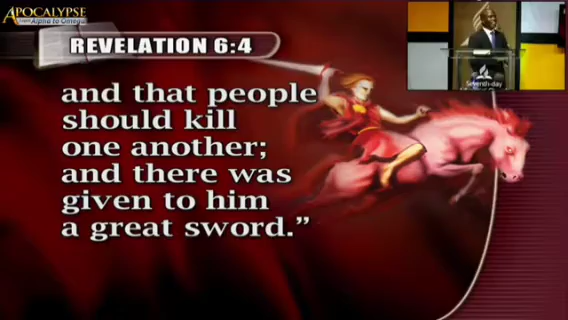 APOCALYPSE
from Alpha to Omega
REVELATION 6:4
and that people
should kill
one another;
and there was
given to him
a great sword.”
Seventh-day